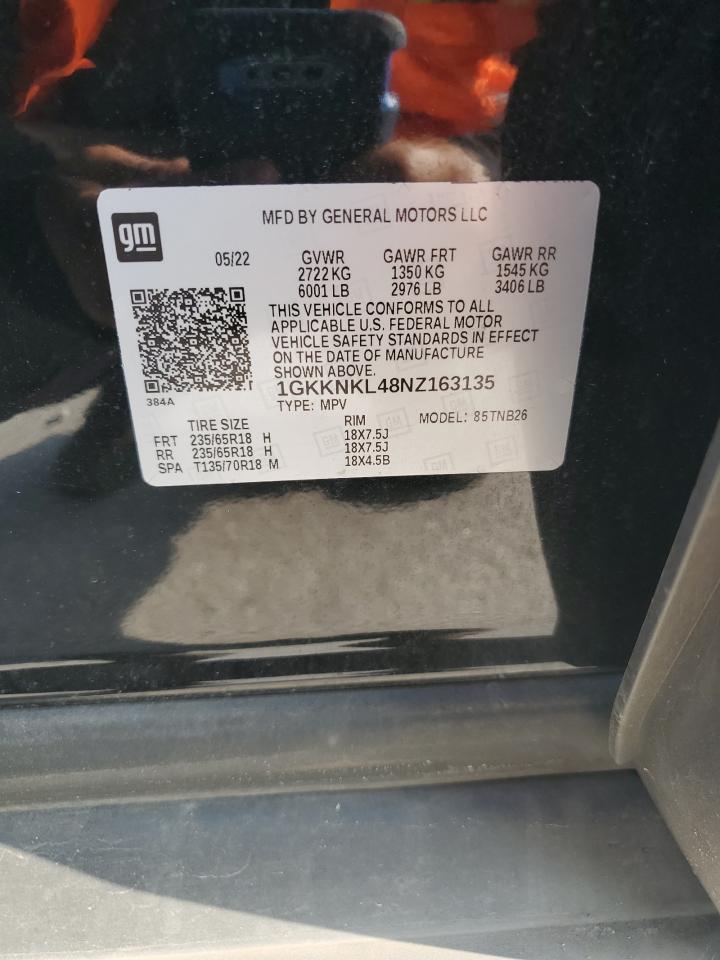 gm
MFD BY GENERAL MOTORS LLC
05/22 GVWR GAWR FRT GAWR RR
2722 KG 1350 KG 1545 KG
6001 LB 2976 LB 3406 LB
THIS VEHICLE CONFORMS TO ALL
APPLICABLE U.S. FEDERAL MOTOR
VEHICLE SAFETY STANDARDS IN EFFECT
ON THE DATE OF MANUFACTURE
SHOWN ABOVE.
384A
1GKKNKL48NZ163135
TYPE: MPV
MODEL: 85TNB26
TIRE SIZE RIM
FRT 235/65R18 H 18X7.5J
RR 235/65R18 H 18X7.5J
SPA T135/70R18 M 18X4.5B